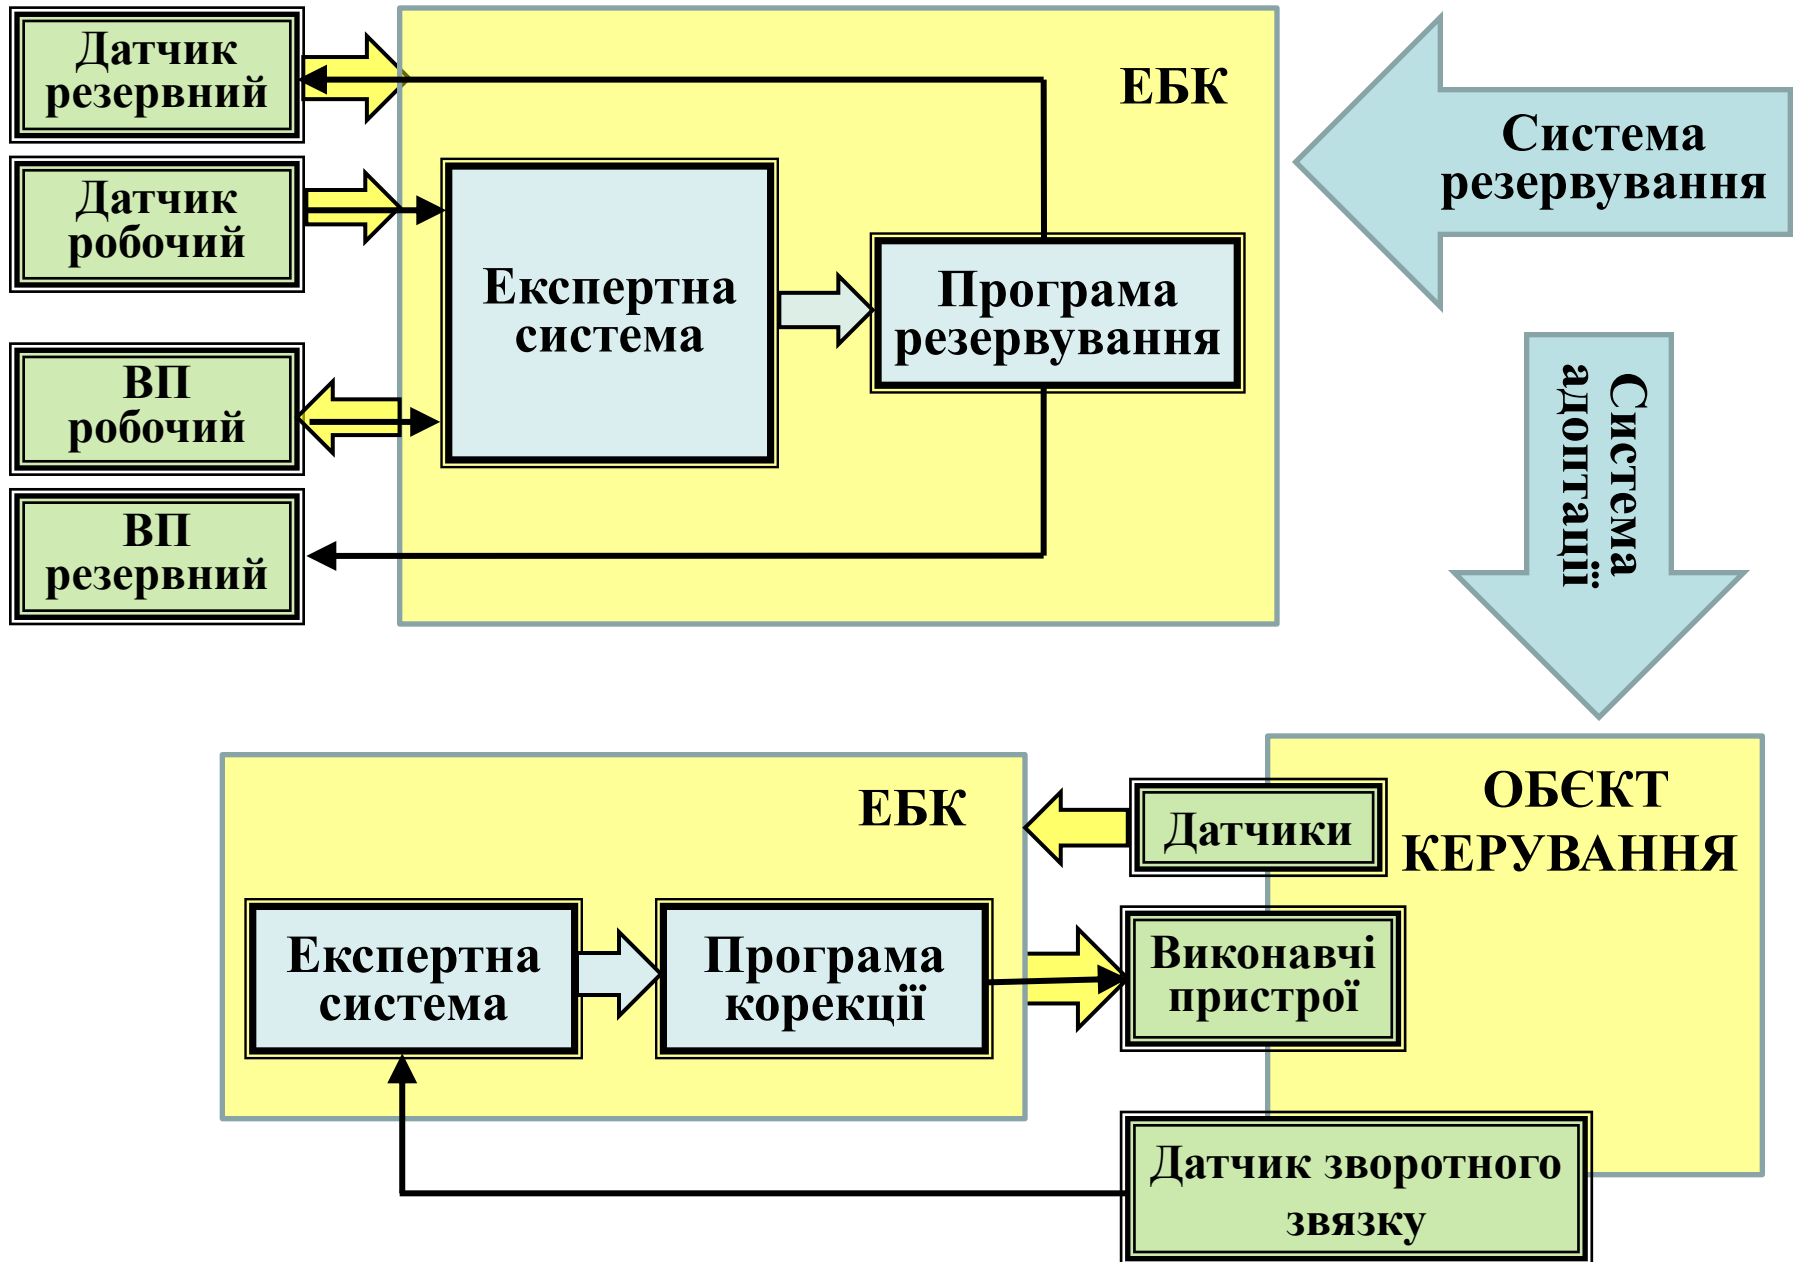 Датчик
резервний
Датчик
робочий
ВП
робочий
ВП
резервний
ЕБК
Експертна
система
Програма
резервування
Система
резервування
Система
адоптації
ЕБК
Експертна
система
Програма
корекції
Датчики
ОБЄКТ
КЕРУВАННЯ
Виконавчі
пристрої
Датчик зворотного
звязку